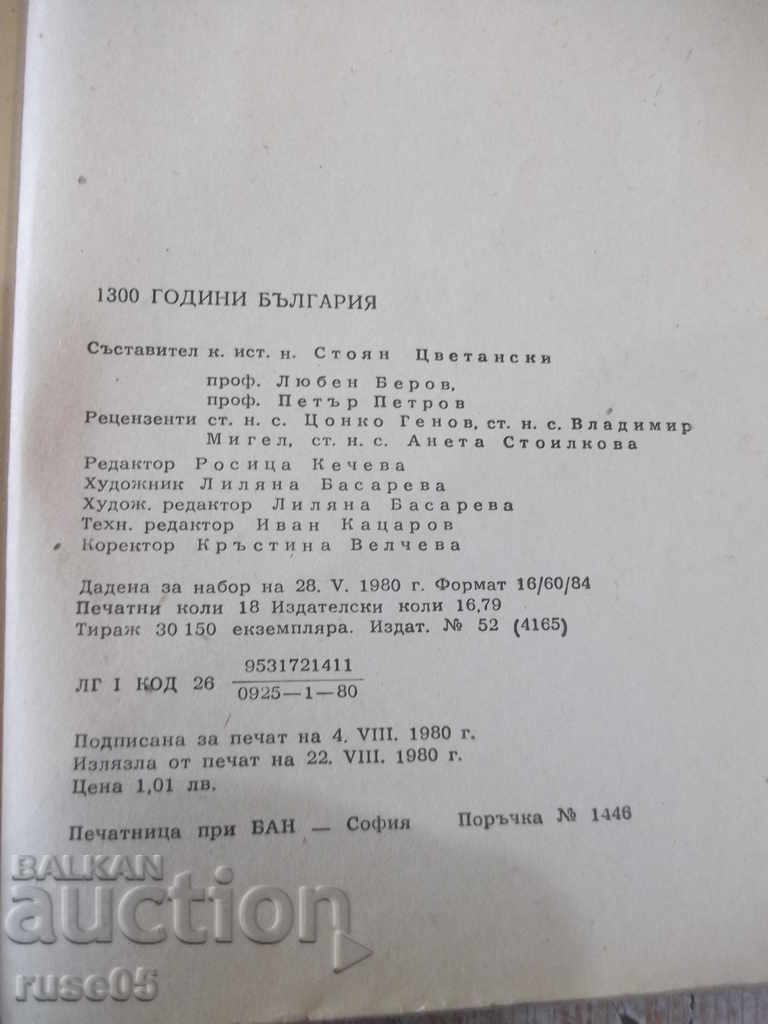 1300 ГОДИНИ БЪЛГАРИЯ
Съставител к. ист. н. Стоян Цветански
проф. Любен Беров,
проф. Петър Петров
Рецензенти ст. н. с. Цонко Генов, ст. н. с. Владимир
Мигел, ст. н. с. Анета Стоилкова
Редактор Росица Кечева
Художник Лиляна Басарева
Худож. редактор Лиляна Басарева
Техн. редактор Иван Кацаров
Коректор Кръстина Велчева
Дадена за набор на 28. V. 1980 г. Формат 16/60/84
Печатни коли 18 Издателски коли 16,79
Тираж 30 150 екземпляра. Издат. № 52 (4165)
ЛГ I КОД 26 9531721411
0925—1—80
Подписана за печат на 4. VIII. 1980 г.
Излязла от печат на 22. VIII. 1980 г.
Цена 1,01 лв.
Печатница при БАН — София Поръчка № 1446
BALKAN
auction
ruse05